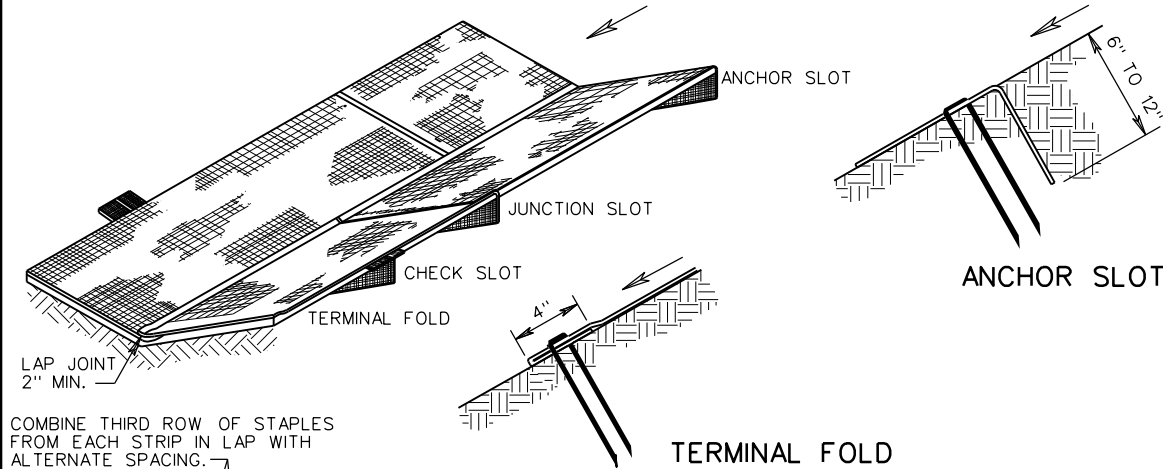 ANCHOR SLOT
JUNCTION SLOT
CHECK SLOT
TERMINAL FOLD
LAP JOINT
2" MIN.
COMBINE THIRD ROW OF STAPLES
FROM EACH STRIP IN LAP WITH
ALTERNATE SPACING.
4"
TERMINAL FOLD
6" TO 12"
ANCHOR SLOT